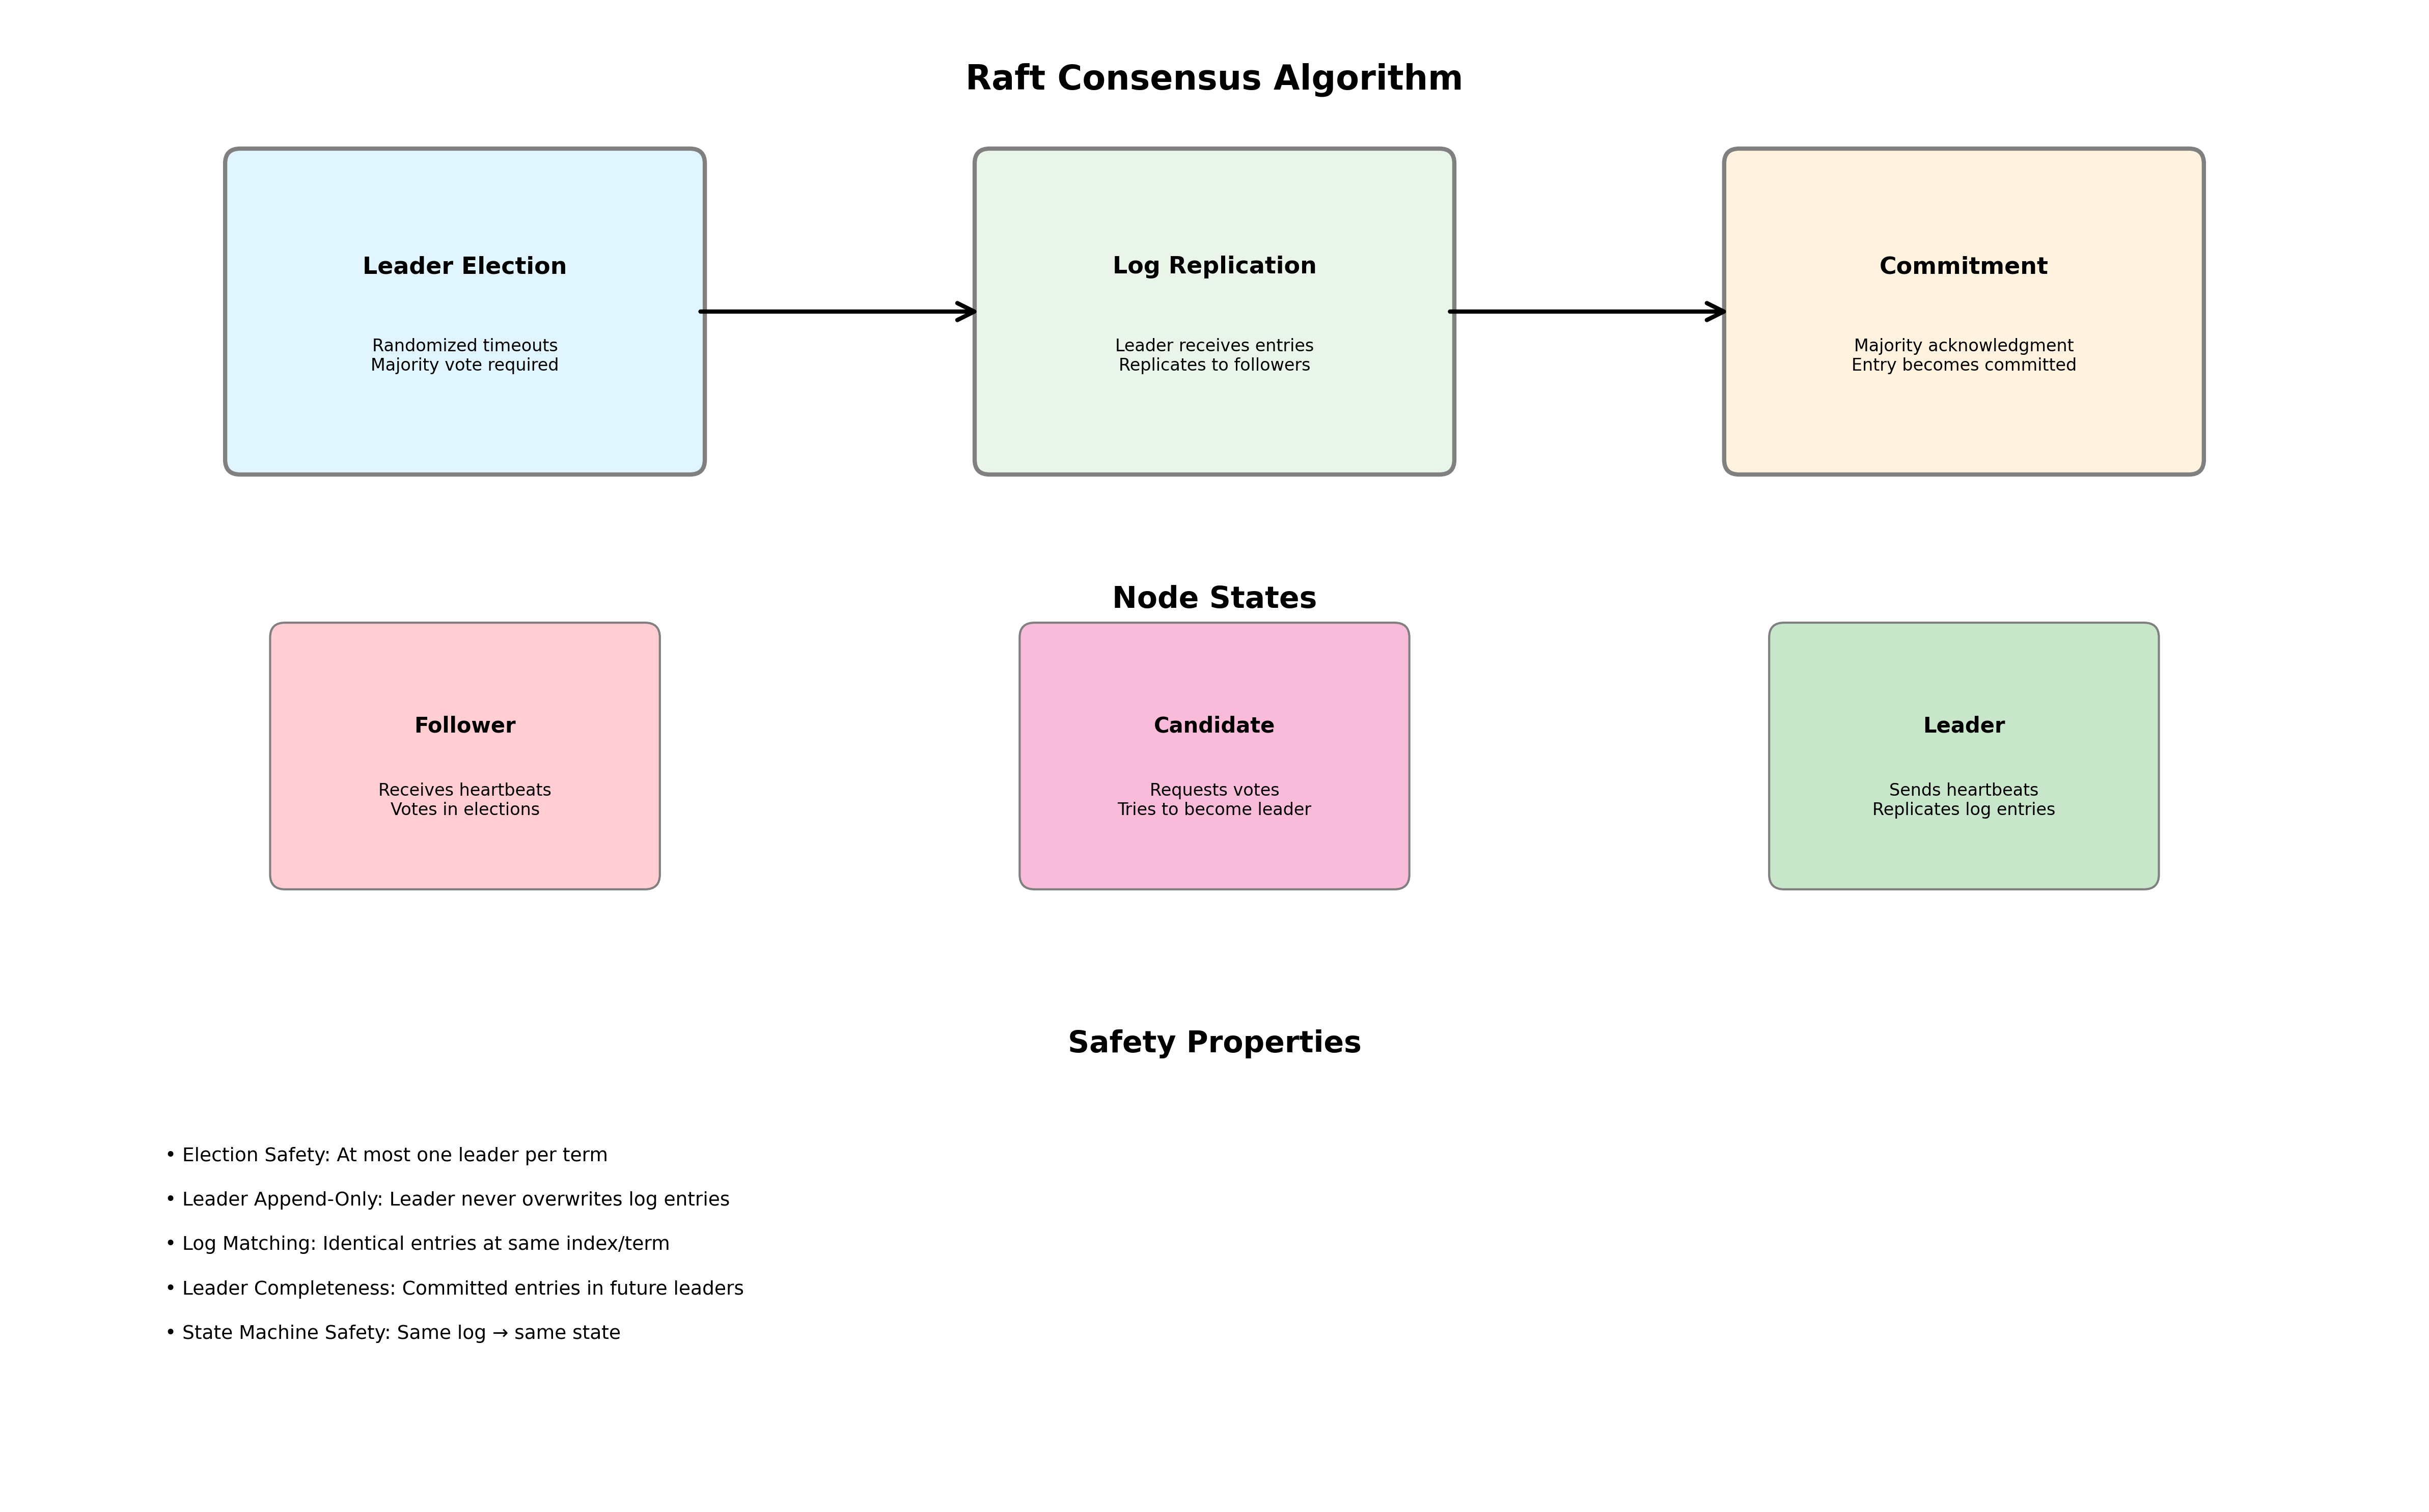 Raft Consensus Algorithm
Leader Election
Randomized timeouts
Majority vote required
Log Replication
Leader receives entries
Replicates to followers
Commitment
Majority acknowledgment
Entry becomes committed
Node States
Follower
Receives heartbeats
Votes in elections
Candidate
Requests votes
Tries to become leader
Leader
Sends heartbeats
Replicates log entries
Safety Properties
• Election Safety: At most one leader per term
• Leader Append-Only: Leader never overwrites log entries
• Log Matching: Identical entries at same index/term
• Leader Completeness: Committed entries in future leaders
• State Machine Safety: Same log → same state